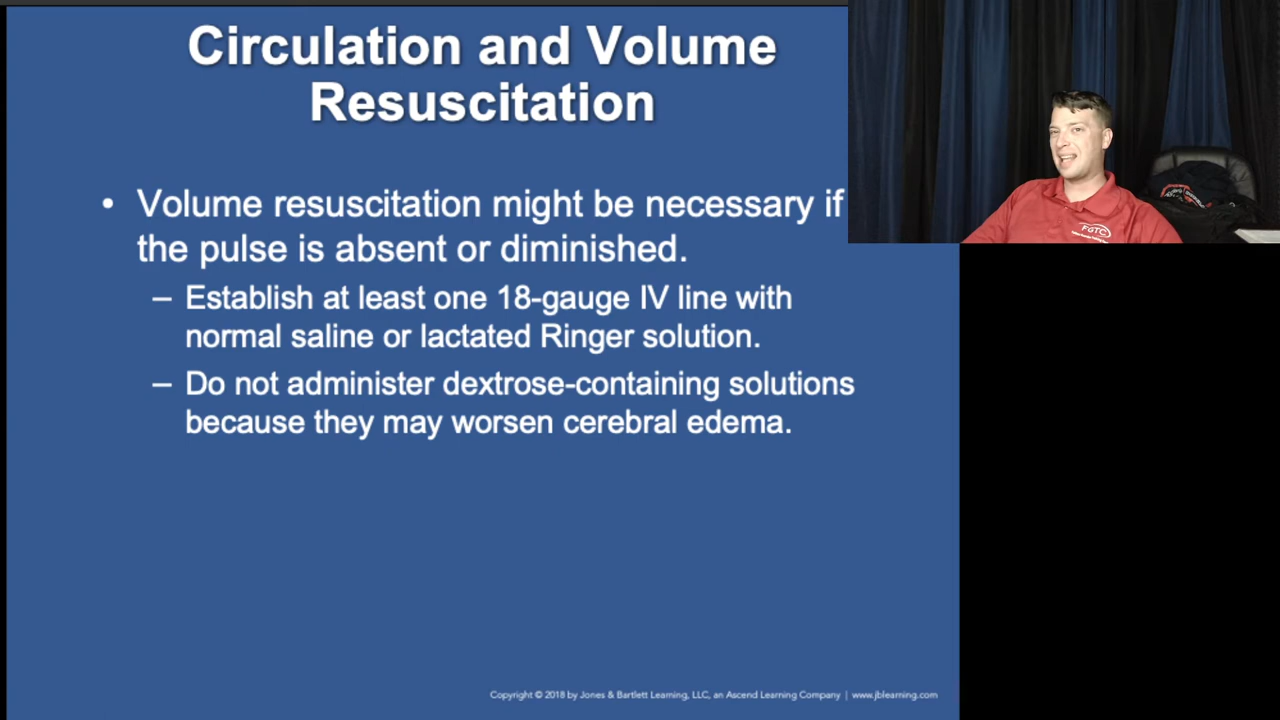 Circulation and Volume
Resuscitation
• Volume resuscitation might be necessary if
the pulse is absent or diminished.
– Establish at least one 18-gauge IV line with
normal saline or lactated Ringer solution.
– Do not administer dextrose-containing solutions
because they may worsen cerebral edema.
FGTC
Copyright © 2018 by Jones & Bartlett Learning, LLC, an Ascend Learning Company | www.jblearning.com